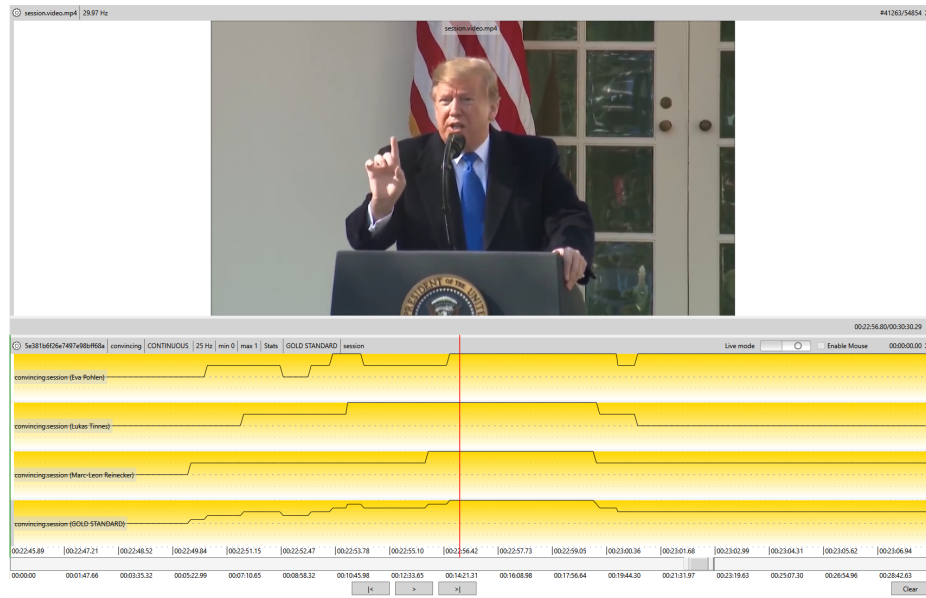 session.video.mp4 29.97 Hz #41263/54854
session.video.mp4
PRESIDENT OF THE UNITED
00:22:56.80/00:30:30.29
5e381b6f26e7497e98bff68a convincing CONTINUOUS 25 Hz min 0 max 1 Stats GOLD STANDARD session Live mode Enable Mouse 00:00:00.00
convincing.session (Eva Pohlen)
convincing.session (Lukas Tinnes)
convincing.session (Marc-Leon Reinecker)
convincing.session (GOLD STANDARD)
00:22:45.89 00:22:47.21 00:22:48.52 00:22:49.84 00:22:51.15 00:22:52.47 00:22:53.78 00:22:55.10 00:22:56.42 00:22:57.73 00:22:59.05 00:23:00.36 00:23:01.68 00:23:02.99 00:23:04.31 00:23:05.62 00:23:06.94
00:00:00 00:01:47.66 00:03:35.32 00:05:22.99 00:07:10.65 00:08:58.32 00:10:45.98 00:12:33.65 00:14:21.31 00:16:08.98 00:17:56.64 00:19:44.30 00:21:31.97 00:23:19.63 00:25:07.30 00:26:54.96 00:28:42.63
|< > >| Clear